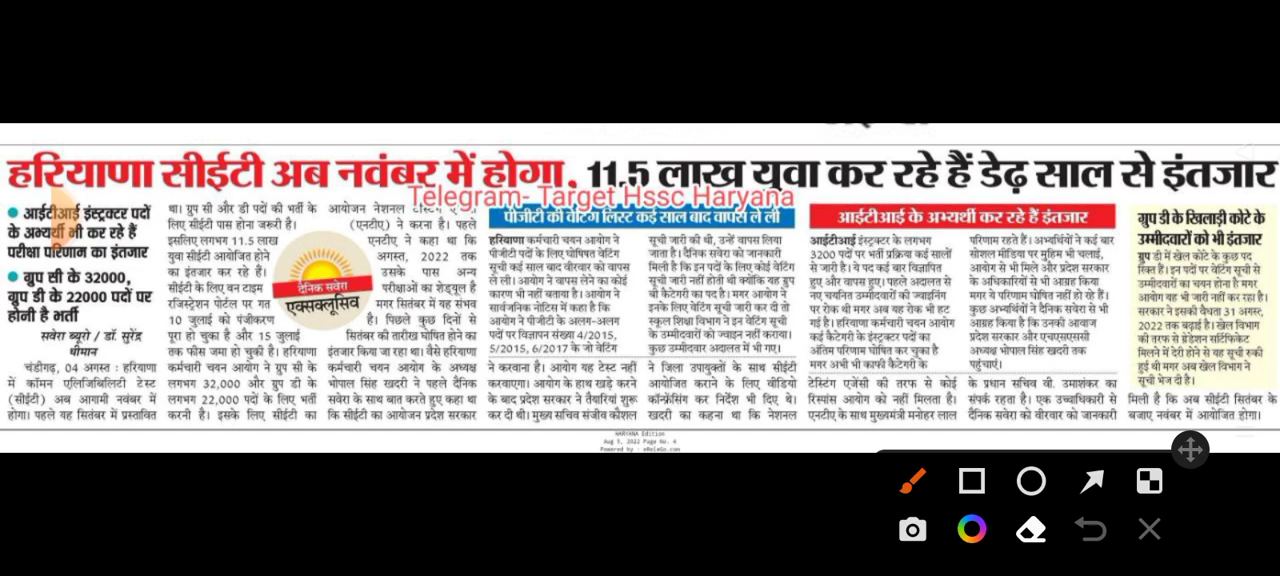 हरियाणा सीईटी अब नवंबर में होगा, 11.5 लाख युवा कर रहे हैं डेढ़ साल से इंतजार
Telegram- Target Hssc Haryana
आईटीआई इंस्ट्रक्टर पदों
के अभ्यर्थी भी कर रहे हैं
परीक्षा परिणाम का इंतजार
ग्रुप सी के 32000,
ग्रुप डी के 22000 पदों पर
होनी है भर्ती
सवेरा ब्यूरो / डॉ. सुरेंद्र
धीमान
चंडीगढ़, 04 अगस्त : हरियाणा
में कॉमन एलिजिबिलिटी टेस्ट
(सीईटी) अब आगामी नवंबर में
होगा। पहले यह सितंबर में प्रस्तावित
था। ग्रुप सी और डी पदों की भर्ती के
लिए सीईटी पास होना जरूरी है।
इसलिए लगभग 11.5 लाख
युवा सीईटी आयोजित होने
का इंतजार कर रहे हैं।
सीईटी के लिए वन टाइम
रजिस्ट्रेशन पोर्टल पर गत
10 जुलाई को पंजीकरण
पूरा हो चुका है और 15 जुलाई
तक फीस जमा हो चुकी है। हरियाणा
कर्मचारी चयन आयोग ने ग्रुप सी के
लगभग 32,000 और ग्रुप डी के
लगभग 22,000 पदों के लिए भर्ती
करनी है। इसके लिए सीईटी का
दैनिक सवेरा
एक्सक्लूसिव
आयोजन नेशनल
(एनटीए) ने करना है। पहले
एनटीए ने कहा था कि
अगस्त, 2022 तक
उसके पास अन्य
परीक्षाओं का शेड्यूल है
मगर सितंबर में यह संभव
है। पिछले कुछ दिनों से
सितंबर की तारीख घोषित होने का
इंतजार किया जा रहा था। वैसे हरियाणा
कर्मचारी चयन आयोग के अध्यक्ष
भोपाल सिंह खदरी ने पहले दैनिक
सवेरा के साथ बात करते हुए कहा था
कि सीईटी का आयोजन प्रदेश सरकार
पीजीटी की वेटिंग लिस्ट कई साल बाद वापस ले ली
हरियाणा कर्मचारी चयन आयोग ने
पीजीटी पदों के लिए घोषित वेटिंग
सूची कई साल बाद वीरवार को वापस
ले ली। आयोग ने वापस लेने का कोई
कारण भी नहीं बताया है। आयोग ने
सार्वजनिक नोटिस में कहा है कि
आयोग ने पीजीटी के अलग-अलग
पदों पर विज्ञापन संख्या 4/2015,
5/2015, 6/2017 के जो वेटिंग
सूची जारी की थी, उन्हें वापस लिया
जाता है। दैनिक सवेरा को जानकारी
मिली है कि इन पदों के लिए कोई वेटिंग
सूची जारी नहीं होती थी क्योंकि यह ग्रुप
बी कैटेगरी का पद है। मगर आयोग ने
इनके लिए वेटिंग सूची जारी कर दी तो
स्कूल शिक्षा विभाग ने इन वेटिंग सूची
के उम्मीदवारों को ज्वाइन नहीं कराया।
कुछ उम्मीदवार अदालत में भी गए।
ने करवाना है। आयोग यह टेस्ट नहीं
करवाएगा। आयोग के हाथ खड़े करने
के बाद प्रदेश सरकार ने तैयारियां शुरू
कर दी थी। मुख्य सचिव संजीव कौशल
ने जिला उपायुक्तों के साथ सीईटी
आयोजित कराने के लिए वीडियो
कॉन्फ्रेंसिंग कर निर्देश भी दिए थे।
खदरी का कहना था कि नेशनल
आईटीआई के अभ्यर्थी कर रहे हैं इंतजार
आईटीआई इंस्ट्रक्टर के लगभग
3200 पदों पर भर्ती प्रक्रिया कई सालों
से जारी है। ये पद कई बार विज्ञापित
हुए और वापस हुए। पहले अदालत से
नए चयनित उम्मीदवारों की ज्वाइनिंग
पर रोक थी मगर अब यह रोक भी हट
गई है। हरियाणा कर्मचारी चयन आयोग
कई कैटेगरी के इंस्ट्रक्टर पदों का
अंतिम परिणाम घोषित कर चुका है
मगर अभी भी काफी कैटेगरी के
परिणाम रहते हैं। अभ्यर्थियों ने कई बार
सोशल मीडिया पर मुहिम भी चलाई,
आयोग से भी मिले और प्रदेश सरकार
के अधिकारियों से भी आग्रह किया
मगर ये परिणाम घोषित नहीं हो रहे हैं।
कुछ अभ्यर्थियों ने दैनिक सवेरा से भी
आग्रह किया है कि उनकी आवाज
प्रदेश सरकार और एचएसएससी
अध्यक्ष भोपाल सिंह खदरी तक
पहुंचाएं।
टेस्टिंग एजेंसी की तरफ से कोई
रिस्पांस आयोग को नहीं मिलता है।
एनटीए के साथ मुख्यमंत्री मनोहर लाल
के प्रधान सचिव वी. उमाशंकर का
संपर्क रहता है। एक उच्चाधिकारी से
दैनिक सवेरा को वीरवार को जानकारी
ग्रुप डी के खिलाड़ी कोटे के
उम्मीदवारों को भी इंतजार
ग्रुप डी में खेल कोटे के कुछ पद
रिक्त हैं। इन पदों पर वेटिंग सूची से
उम्मीदवारों का चयन होना है मगर
आयोग यह भी जारी नहीं कर रहा है।
सरकार ने इसकी वैधता 31 अगस्त,
2022 तक बढ़ाई है। खेल विभाग
की तरफ से ग्रेडेशन सर्टिफिकेट
मिलने में देरी होने से यह सूची रुकी
हुई थी मगर अब खेल विभाग ने
सूची भेज दी है।
मिली है कि अब सीईटी सितंबर के
बजाए नवंबर में आयोजित होगा।
HARYANA Edition
Aug 5, 2022 Page No. 4
Powered by : eReleGo.com